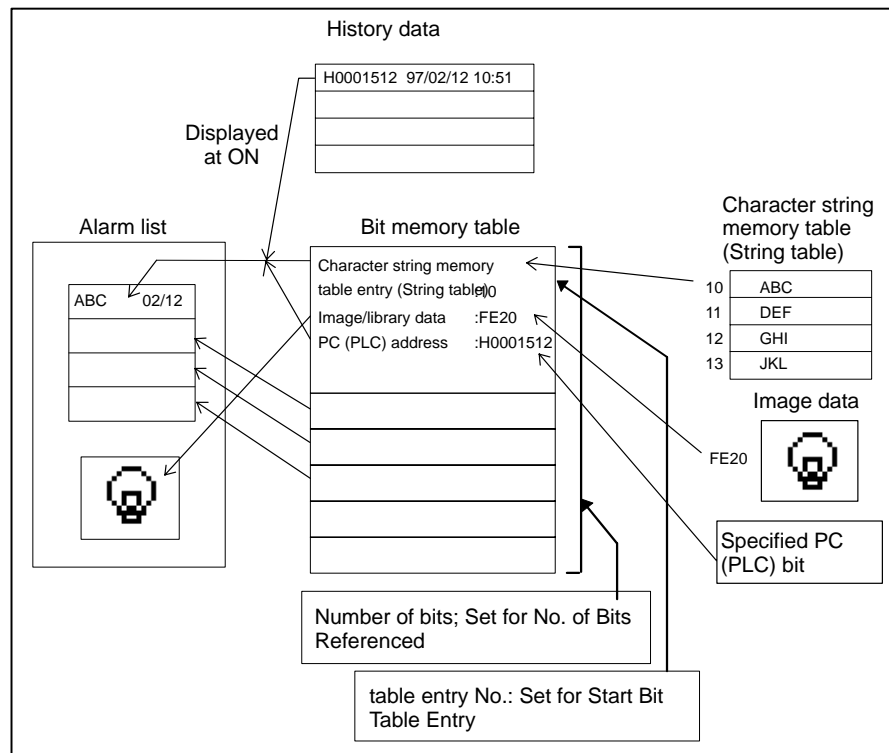 History data
H0001512 97/02/12 10:51
Displayed
at ON
Alarm list
ABC 02/12
Bit memory table
Character string memory
table entry (String table) :10
Image/library data :FE20
PC (PLC) address :H0001512
Character string
memory table
(String table)
10 ABC
11 DEF
12 GHI
13 JKL
Image data
FE20
Specified PC
(PLC) bit
Number of bits; Set for No. of Bits
Referenced
table entry No.: Set for Start Bit
Table Entry